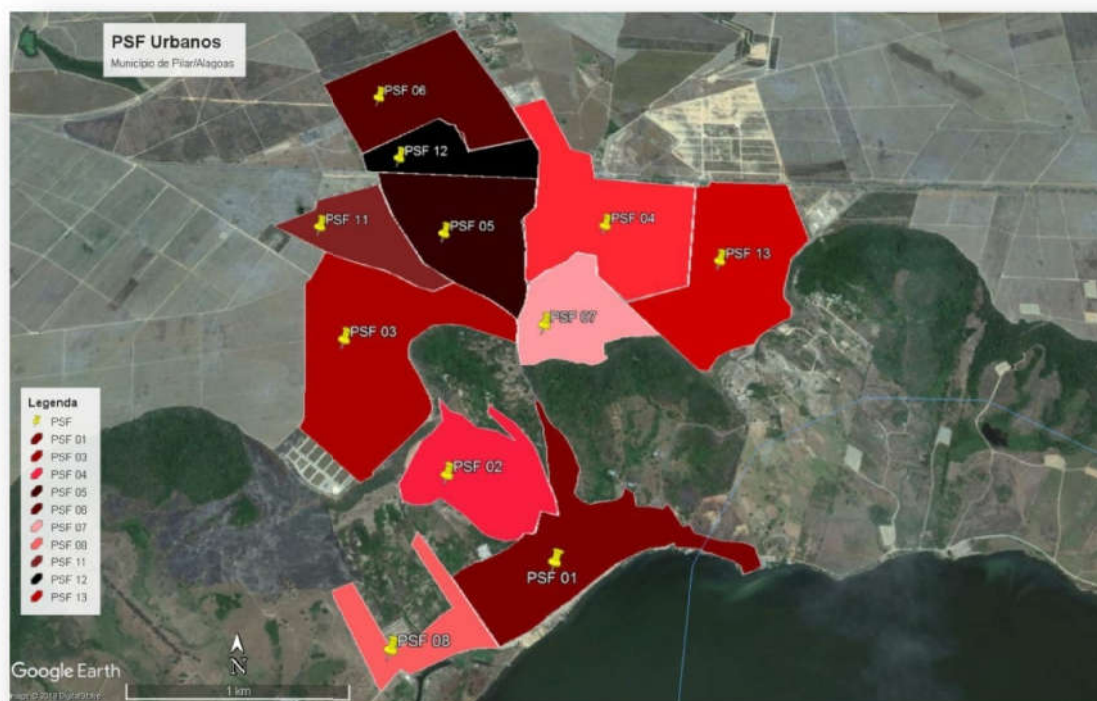 PSF Urbanos
Município de Pilar/Alagoas
PSF 06
PSF 12
PSF 11
PSF 05
PSF 04
PSF 13
PSF 03
PSF 07
PSF 02
PSF 01
PSF 08
Legenda
PSF
PSF 01
PSF 03
PSF 04
PSF 05
PSF 06
PSF 07
PSF 08
PSF 11
PSF 12
PSF 13
N
Google Earth
1 km